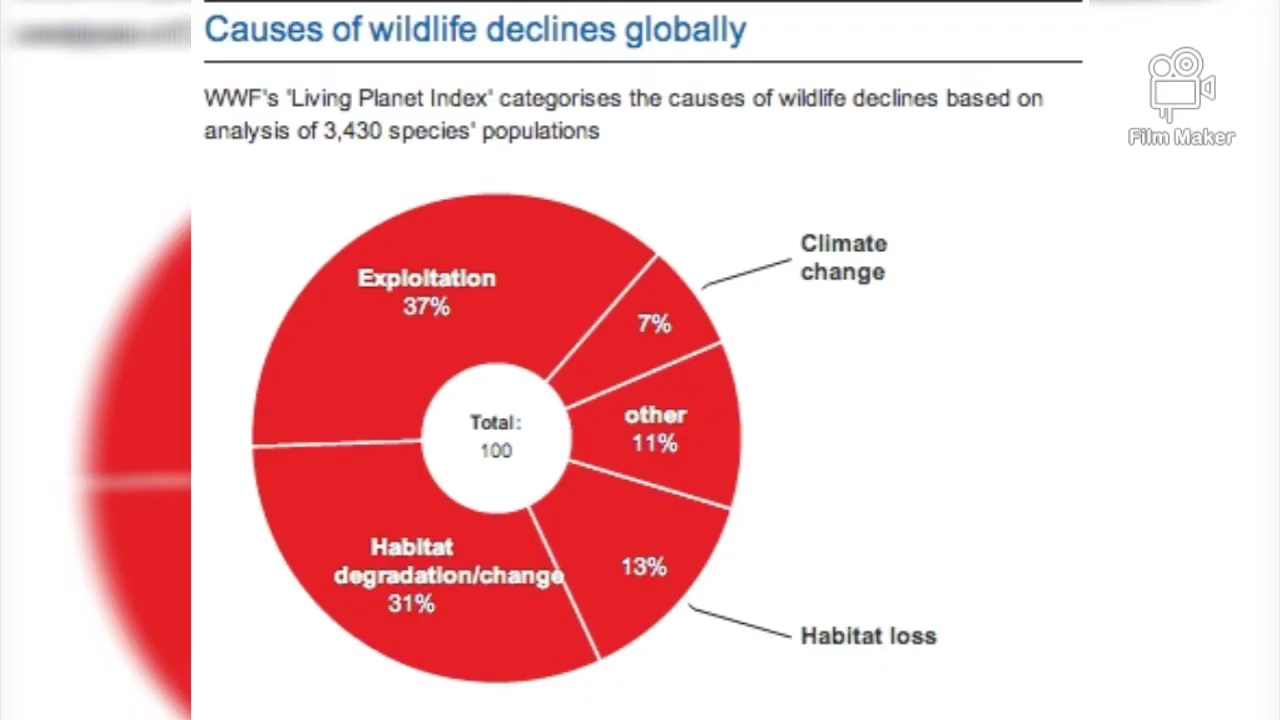 Causes of wildlife declines globally
WWF's 'Living Planet Index' categorises the causes of wildlife declines based on
analysis of 3,430 species' populations
Film Maker
Climate
change
Exploitation
37%
7%
other
11%
Total:
100
Habitat
degradation/change
31%
13%
Habitat loss